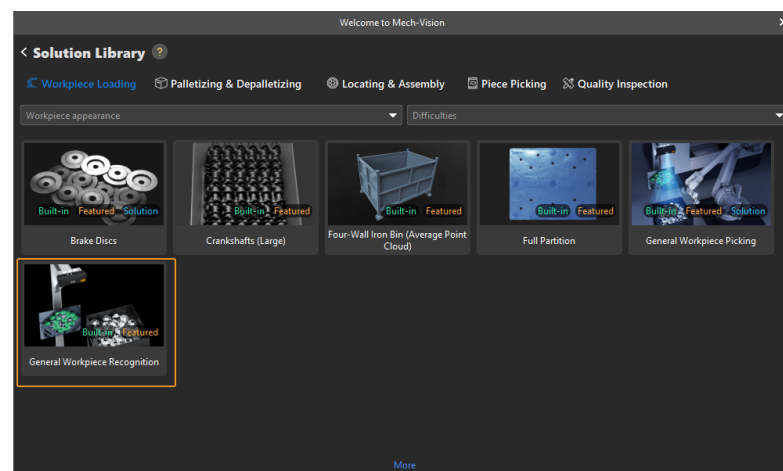 Welcome to Mech-Vision
< Solution Library ?
Workpiece Loading Palletizing & Depalletizing Locating & Assembly Piece Picking Quality Inspection
Workpiece appearance Difficulties
Built-in Featured Solution
Brake Discs
Built-in Featured
Crankshafts (Large)
Built-in Featured
Four-Wall Iron Bin (Average Point
Cloud)
Built-in Featured
Full Partition
Built-in Featured Solution
General Workpiece Picking
Built-in Featured
General Workpiece Recognition
More